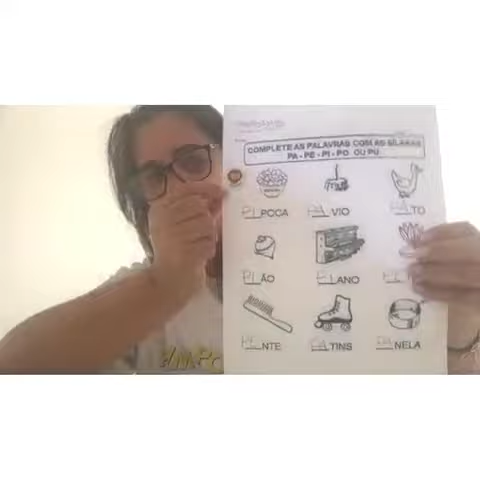 COMPLETE AS PALAVRAS COM AS SÍLABAS
PA - PE - PI - PO OU PU
PIPOCA PAVIO PATO
PIÃO PIANO PE
PENTE PATINS PANELA